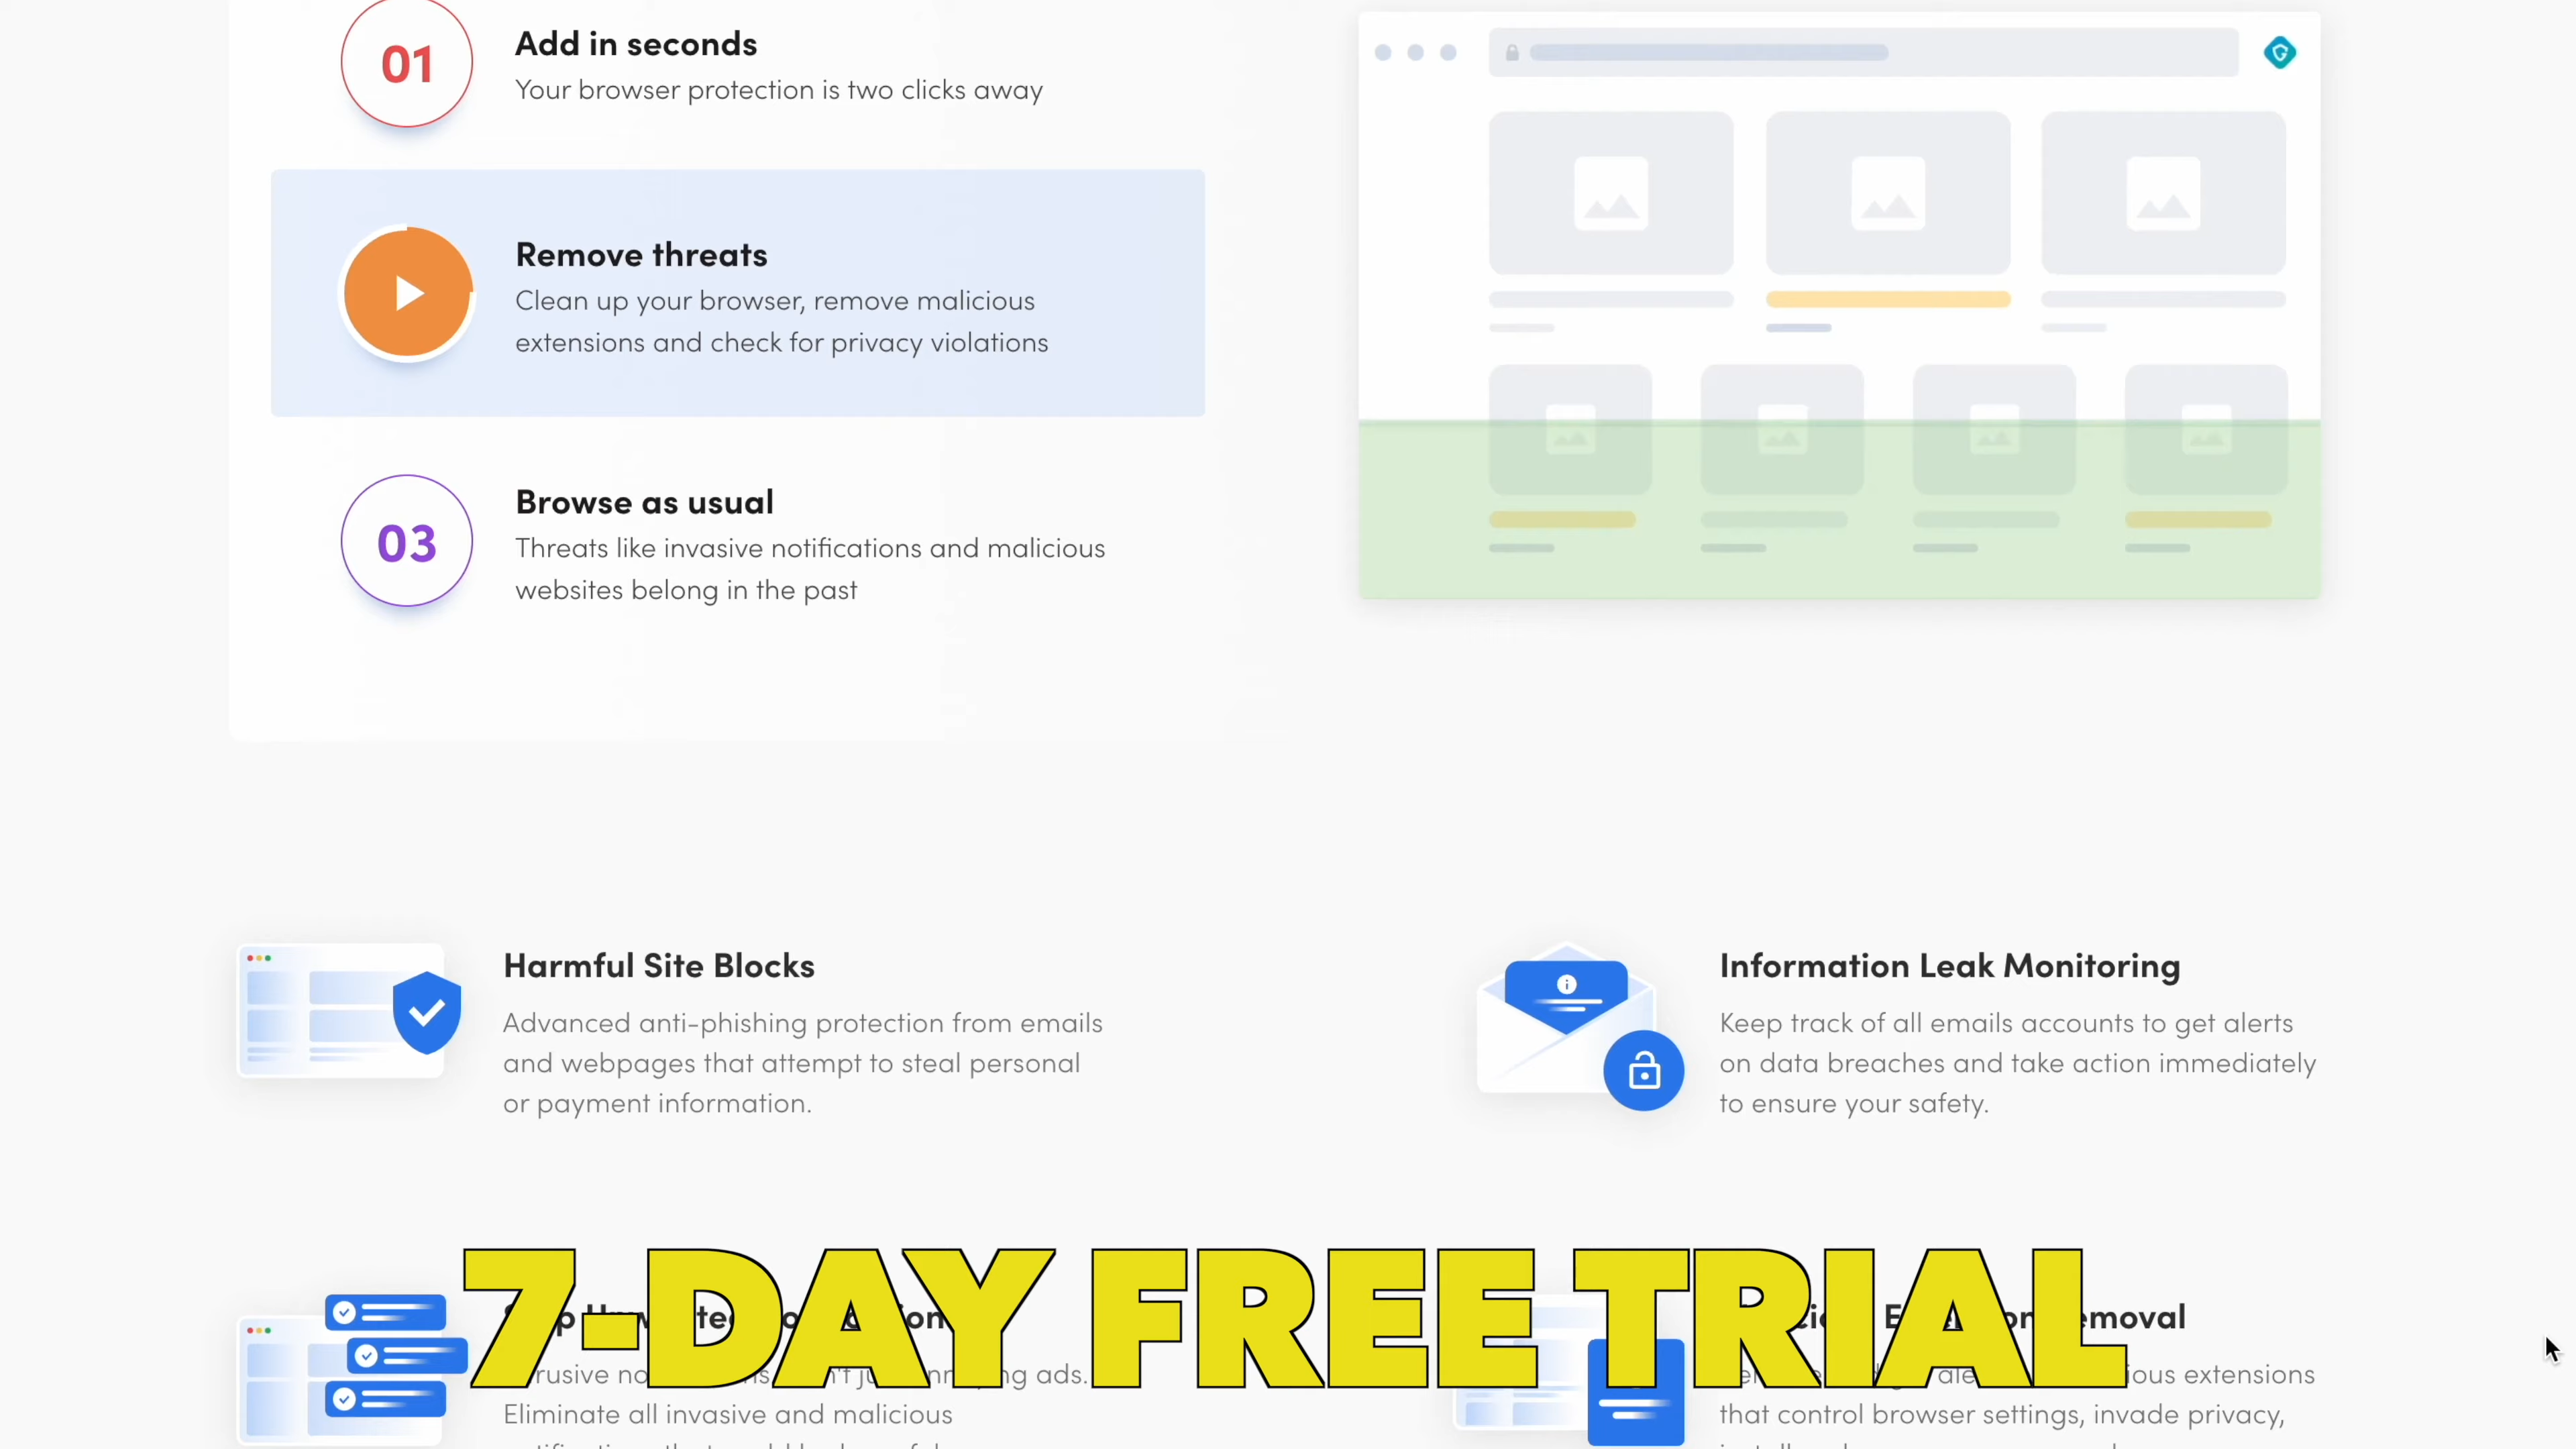 01
Add in seconds
Your browser protection is two clicks away
Remove threats
Clean up your browser, remove malicious
extensions and check for privacy violations
03
Browse as usual
Threats like invasive notifications and malicious
websites belong in the past
Harmful Site Blocks
Advanced anti-phishing protection from emails
and webpages that attempt to steal personal
or payment information.
Information Leak Monitoring
Keep track of all emails accounts to get alerts
on data breaches and take action immediately
to ensure your safety.
7-DAY FREE TRIAL
ads.
Eliminate all invasive and malicious
extensions
that control browser settings, invade privacy,